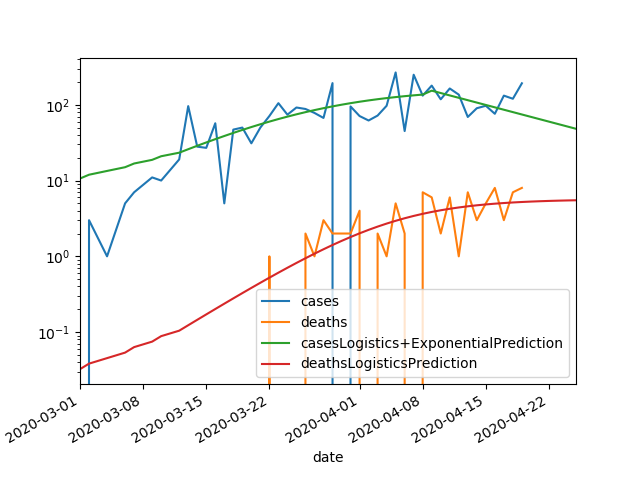 10²
10¹
10⁰
10⁻¹
cases
deaths
casesLogistics+ExponentialPrediction
deathsLogisticsPrediction
2020-03-01
2020-03-08
2020-03-15
2020-03-22
2020-04-01
2020-04-08
2020-04-15
2020-04-22
date